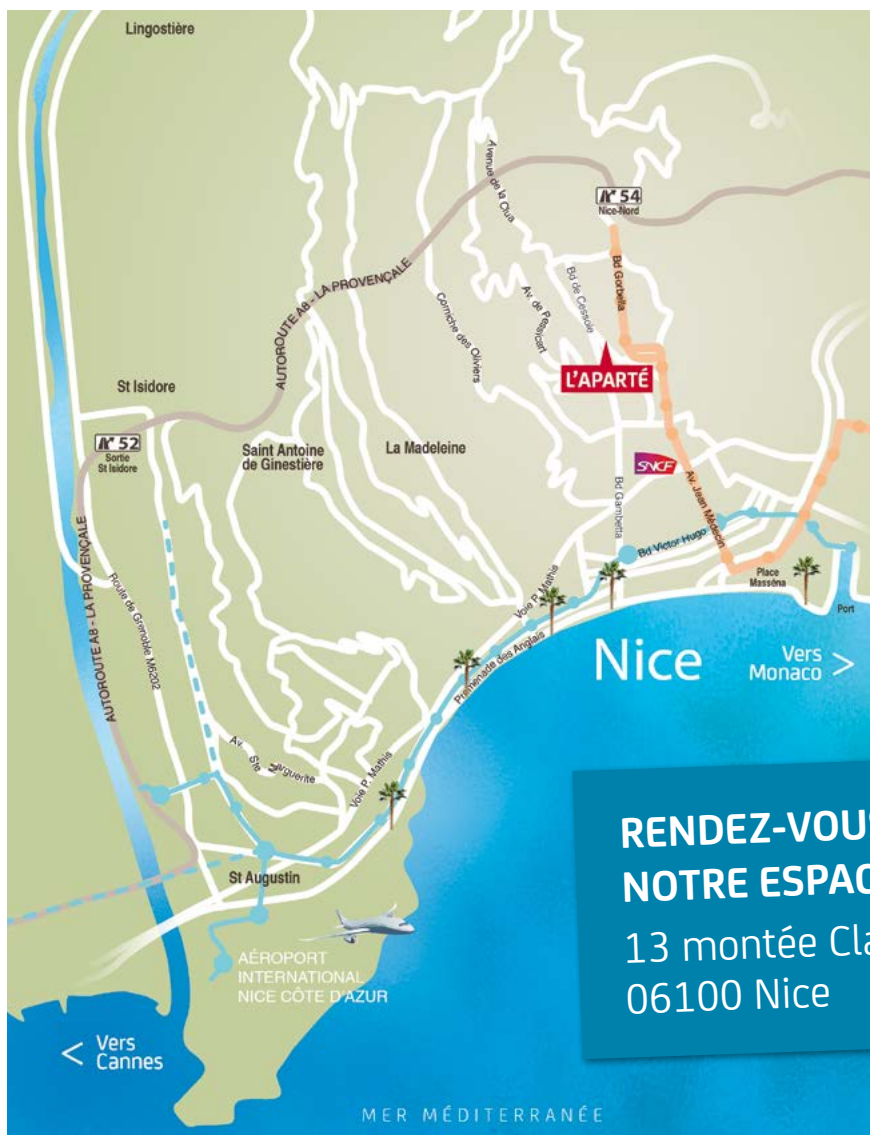 Lingostière
Avenue de la Clua
54
Nice-Nord
Bd Gorbella
AUTOROUTE A8 - LA PROVENÇALE
Bd de Cessole
Av. de Pessicart
Corniche des Oliviers
L'APARTÉ
St Isidore
52
Sortie
St Isidore
Saint Antoine
de Ginestière
La Madeleine
SNCF
Bd Gambetta
Av. Jean Médecin
Bd Victor Hugo
Place
Masséna
Port
AUTOROUTE A8 - LA PROVENÇALE
Route de Grenoble M6202
Voie P. Mathis
Promenade des Anglais
Nice
Vers
Monaco >
Av. Ste Marguerite
Voie P. Mathis
St Augustin
AÉROPORT
INTERNATIONAL
NICE CÔTE D'AZUR
RENDEZ-VOUS
NOTRE ESPAC
13 montée Cla
06100 Nice
< Vers
Cannes
MER MÉDITERRANÉE